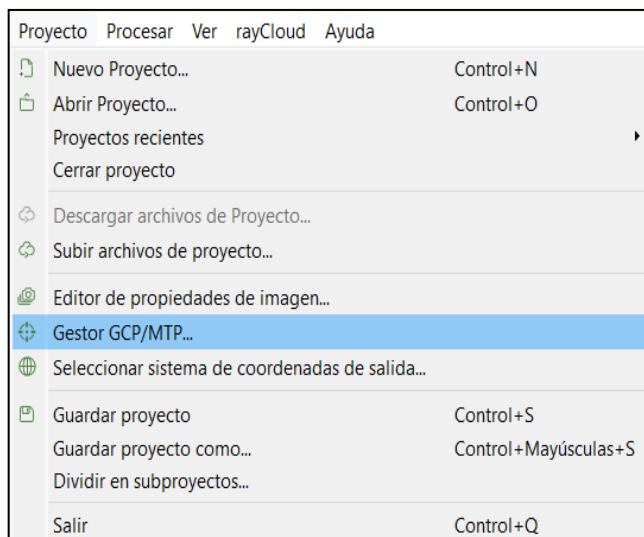 Proyecto Procesar Ver rayCloud Ayuda
Nuevo Proyecto... Control+N
Abrir Proyecto... Control+O
Proyectos recientes
Cerrar proyecto
Descargar archivos de Proyecto...
Subir archivos de proyecto...
Editor de propiedades de imagen...
Gestor GCP/MTP...
Seleccionar sistema de coordenadas de salida...
Guardar proyecto Control+S
Guardar proyecto como... Control+Mayúsculas+S
Dividir en subproyectos...
Salir Control+Q